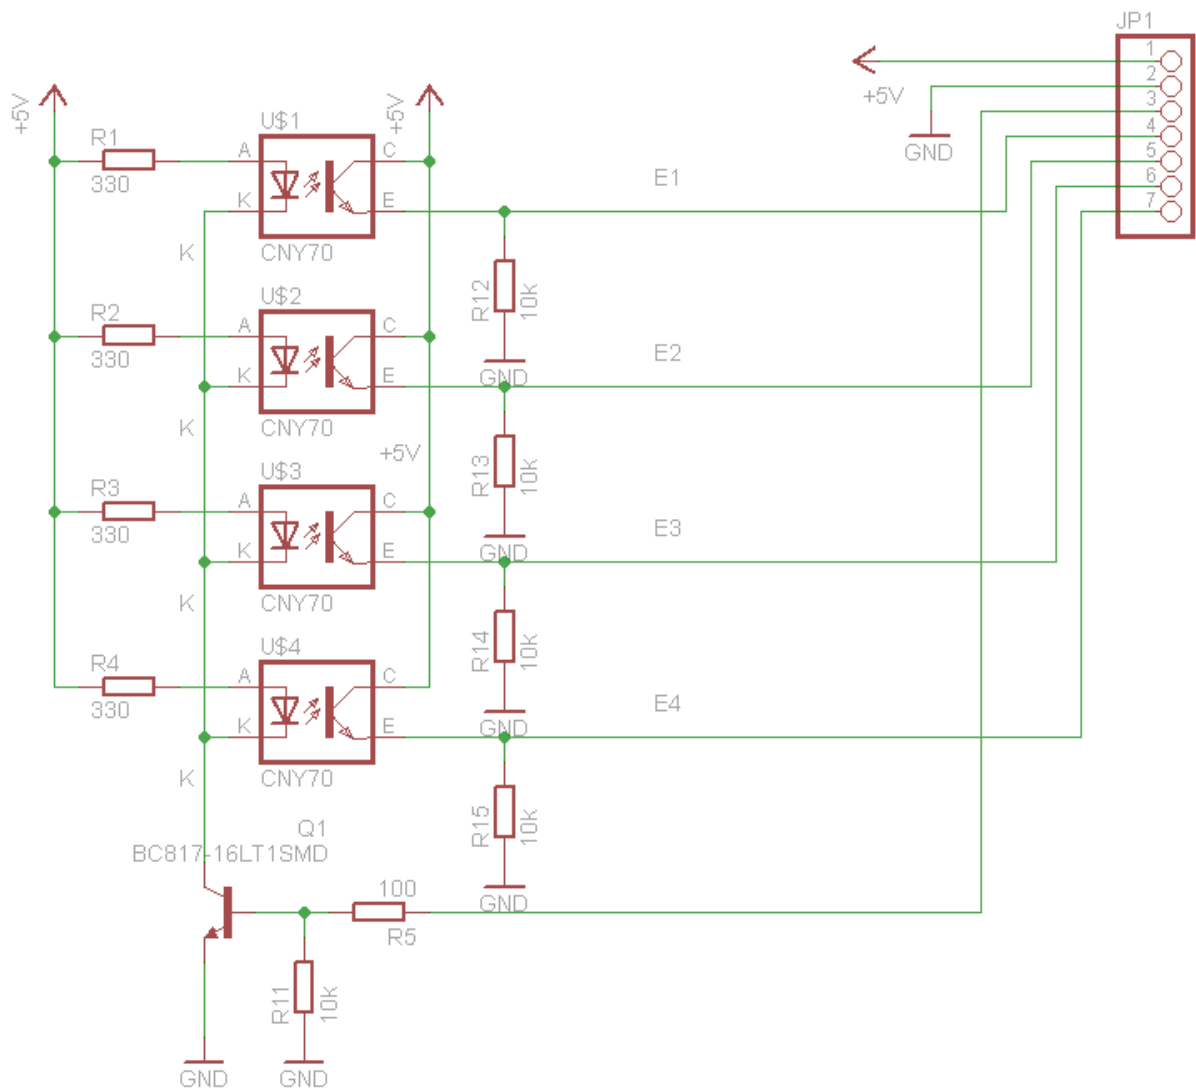 JP1
1
2
3
4
5
6
7
+5V
GND
+5V
+5V
R1
330
U$1
A
C
K
E
CNY70
K
E1
R12
10k
GND
R2
330
U$2
A
C
K
E
CNY70
K
E2
+5V
R13
10k
GND
R3
330
U$3
A
C
K
E
CNY70
K
E3
R14
10k
GND
R4
330
U$4
A
C
K
E
CNY70
K
E4
R15
10k
GND
Q1
BC817-16LT1SMD
100
R5
R11
10k
GND
GND